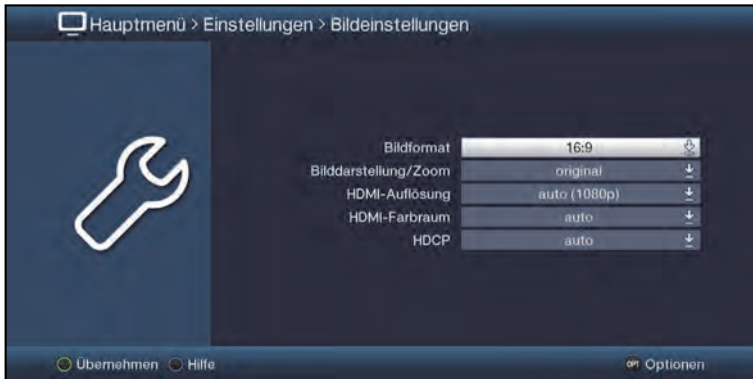 Hauptmenü > Einstellungen > Bildeinstellungen
Bildformat 16:9
Bilddarstellung/Zoom original
HDMI-Auflösung auto (1080p)
HDMI-Farbraum auto
HDCP auto
Übernehmen Hilfe OPT Optionen